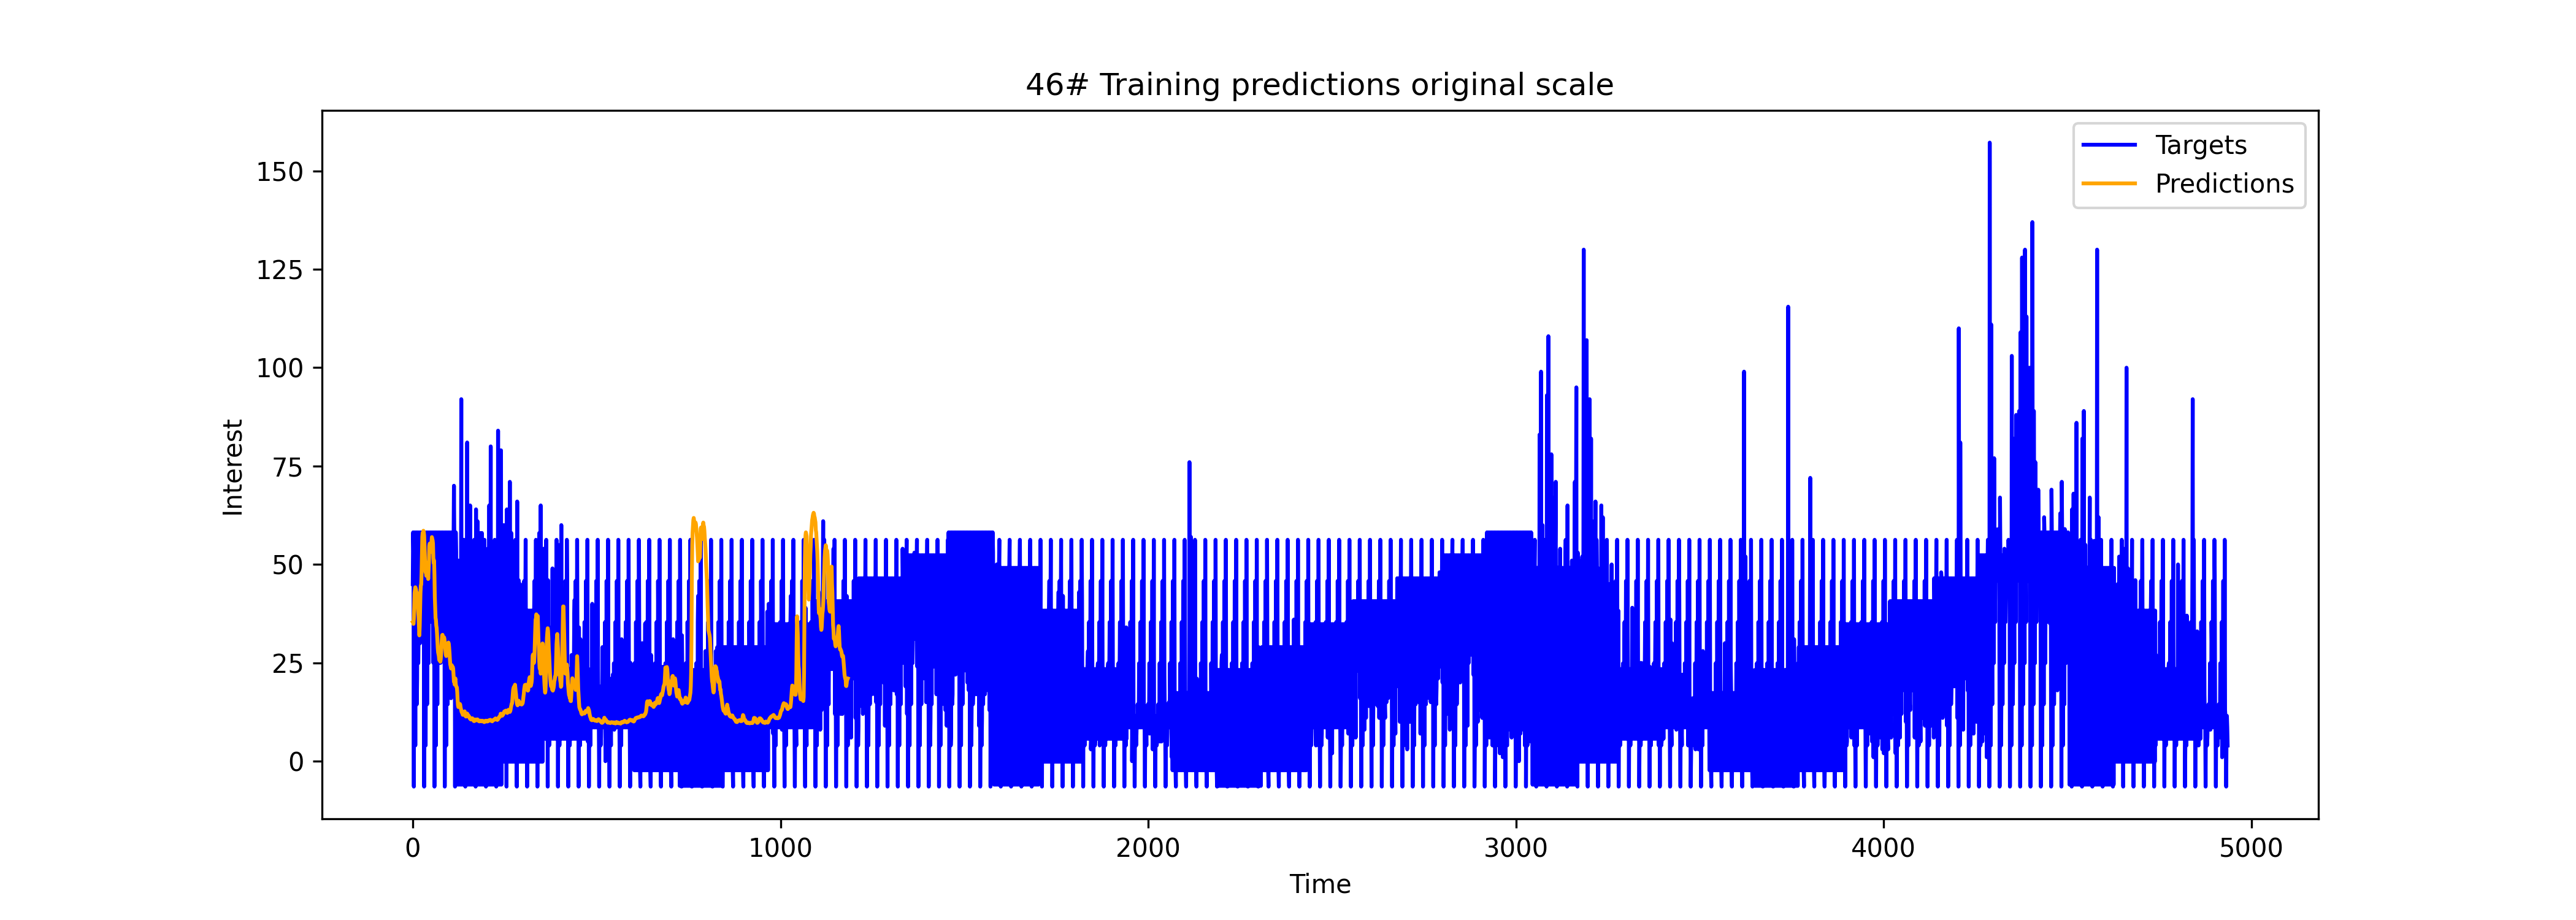 46# Training predictions original scale
Targets
Predictions
Interest
150
125
100
75
50
25
0
0 1000 2000 3000 4000 5000
Time